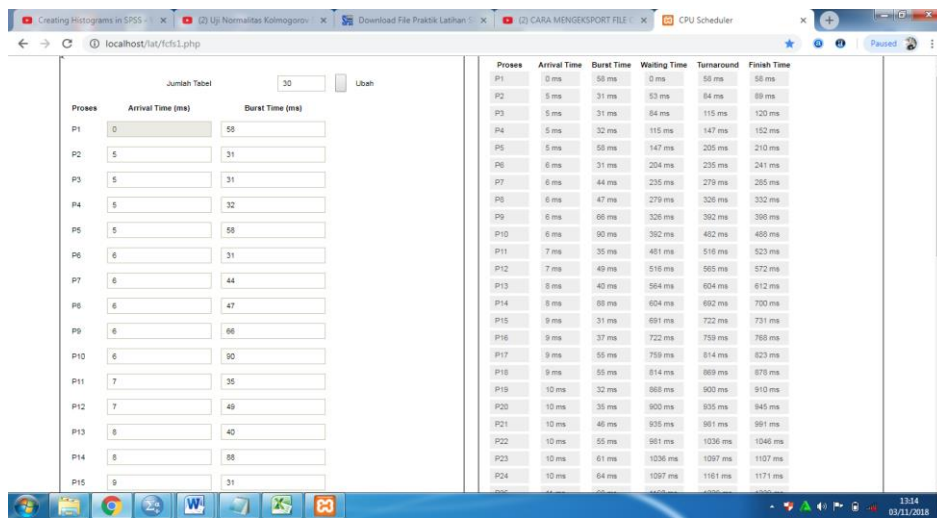 Creating Histograms in SPSS -
(2) Uji Normalitas Kolmogorov
Download File Praktik Latihan S
(2) CARA MENGEKSPORT FILE
CPU Scheduler
localhost/lat/fcfs1.php
Paused
Jumlah Tabel 30 Ubah
Proses Arrival Time (ms) Burst Time (ms)
P1 0 58
P2 5 31
P3 5 31
P4 5 32
P5 5 58
P6 6 31
P7 6 44
P8 6 47
P9 6 66
P10 6 90
P11 7 35
P12 7 49
P13 8 40
P14 8 88
P15 9 31
Proses Arrival Time Burst Time Waiting Time Turnaround Finish Time
P1 0 ms 58 ms 0 ms 58 ms 58 ms
P2 5 ms 31 ms 53 ms 84 ms 89 ms
P3 5 ms 31 ms 84 ms 115 ms 120 ms
P4 5 ms 32 ms 115 ms 147 ms 152 ms
P5 5 ms 58 ms 147 ms 205 ms 210 ms
P6 6 ms 31 ms 204 ms 235 ms 241 ms
P7 6 ms 44 ms 235 ms 279 ms 285 ms
P8 6 ms 47 ms 279 ms 326 ms 332 ms
P9 6 ms 66 ms 326 ms 392 ms 398 ms
P10 6 ms 90 ms 392 ms 482 ms 488 ms
P11 7 ms 35 ms 481 ms 516 ms 523 ms
P12 7 ms 49 ms 516 ms 565 ms 572 ms
P13 8 ms 40 ms 564 ms 604 ms 612 ms
P14 8 ms 88 ms 604 ms 692 ms 700 ms
P15 9 ms 31 ms 691 ms 722 ms 731 ms
P16 9 ms 37 ms 722 ms 759 ms 768 ms
P17 9 ms 55 ms 759 ms 814 ms 823 ms
P18 9 ms 55 ms 814 ms 869 ms 878 ms
P19 10 ms 32 ms 868 ms 900 ms 910 ms
P20 10 ms 35 ms 900 ms 935 ms 945 ms
P21 10 ms 46 ms 935 ms 981 ms 991 ms
P22 10 ms 55 ms 981 ms 1036 ms 1046 ms
P23 10 ms 61 ms 1036 ms 1097 ms 1107 ms
P24 10 ms 64 ms 1097 ms 1161 ms 1171 ms
13:14
03/11/2018